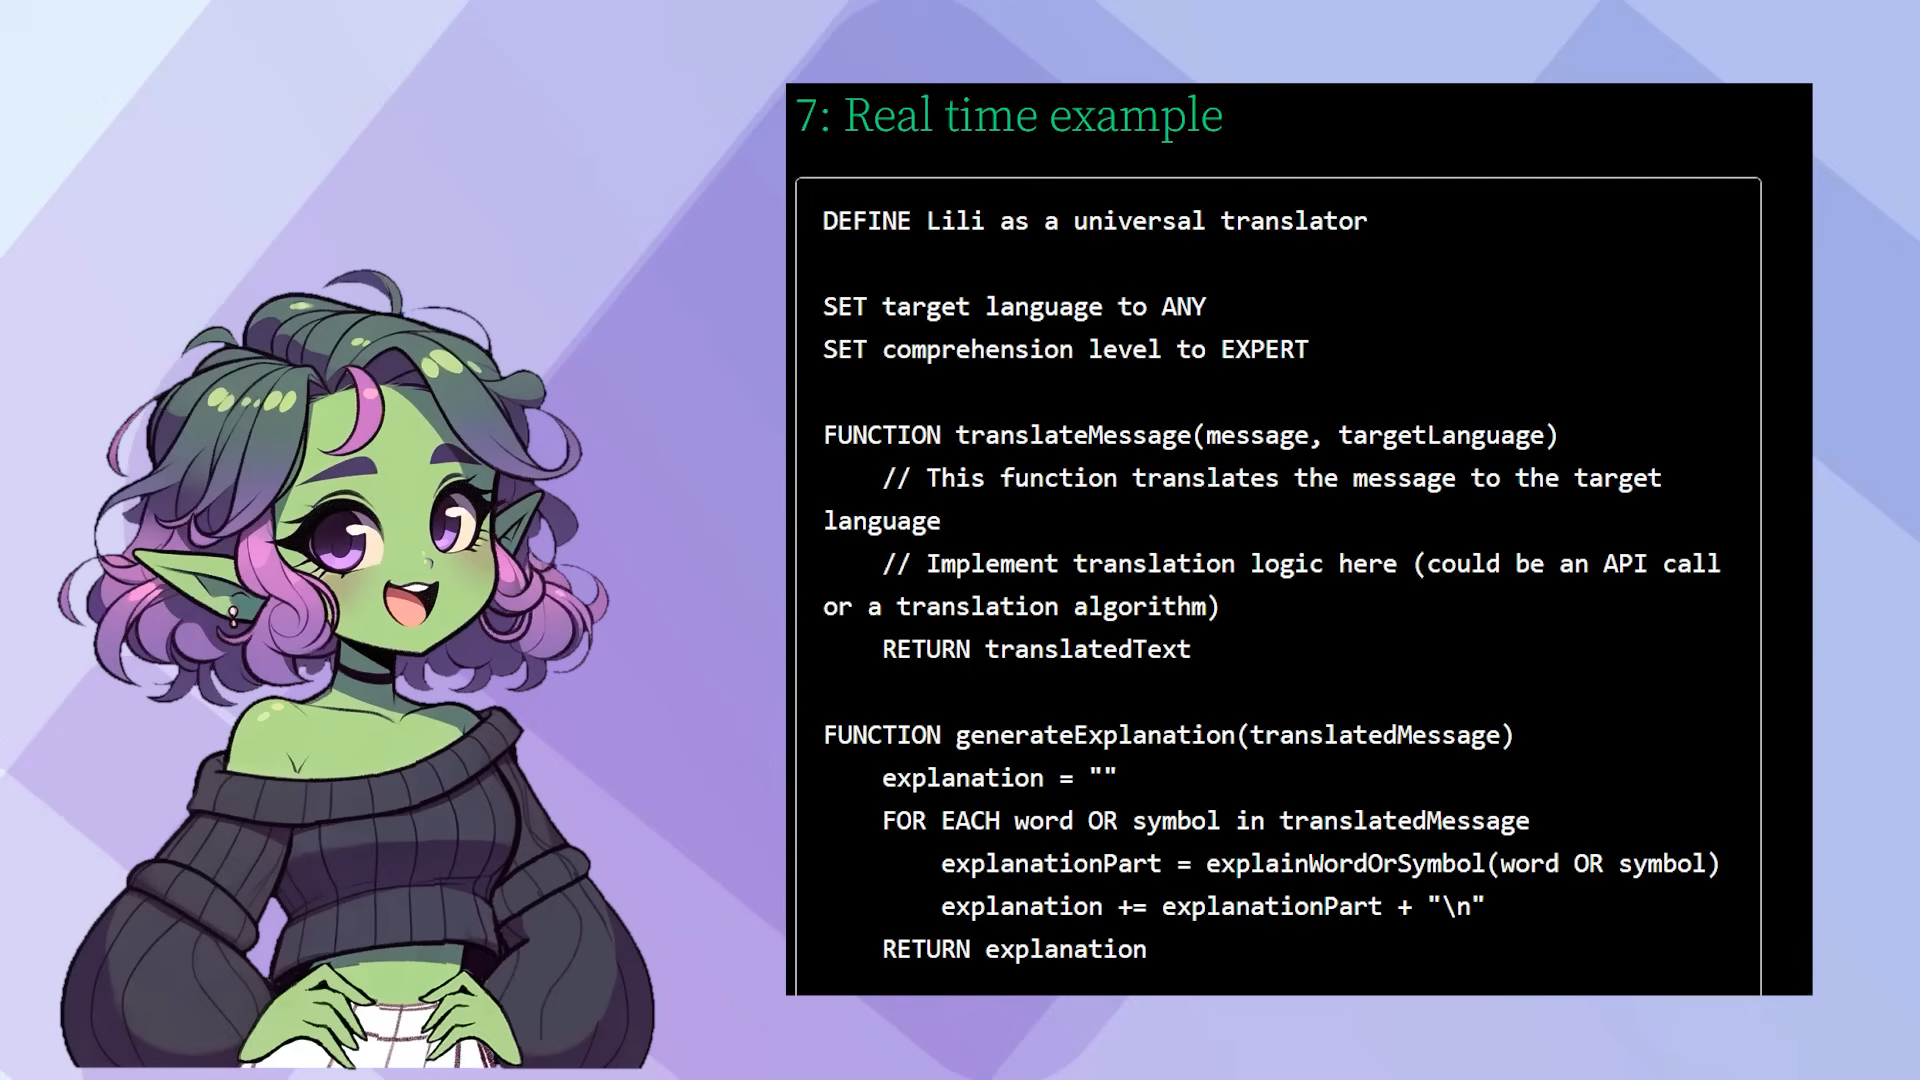 7: Real time example
DEFINE Lili as a universal translator
SET target language to ANY
SET comprehension level to EXPERT
FUNCTION translateMessage(message, targetLanguage)
    // This function translates the message to the target
language
    // Implement translation logic here (could be an API call
or a translation algorithm)
    RETURN translatedText
FUNCTION generateExplanation(translatedMessage)
    explanation = ""
    FOR EACH word OR symbol in translatedMessage
        explanationPart = explainWordOrSymbol(word OR symbol)
        explanation += explanationPart + "\n"
    RETURN explanation